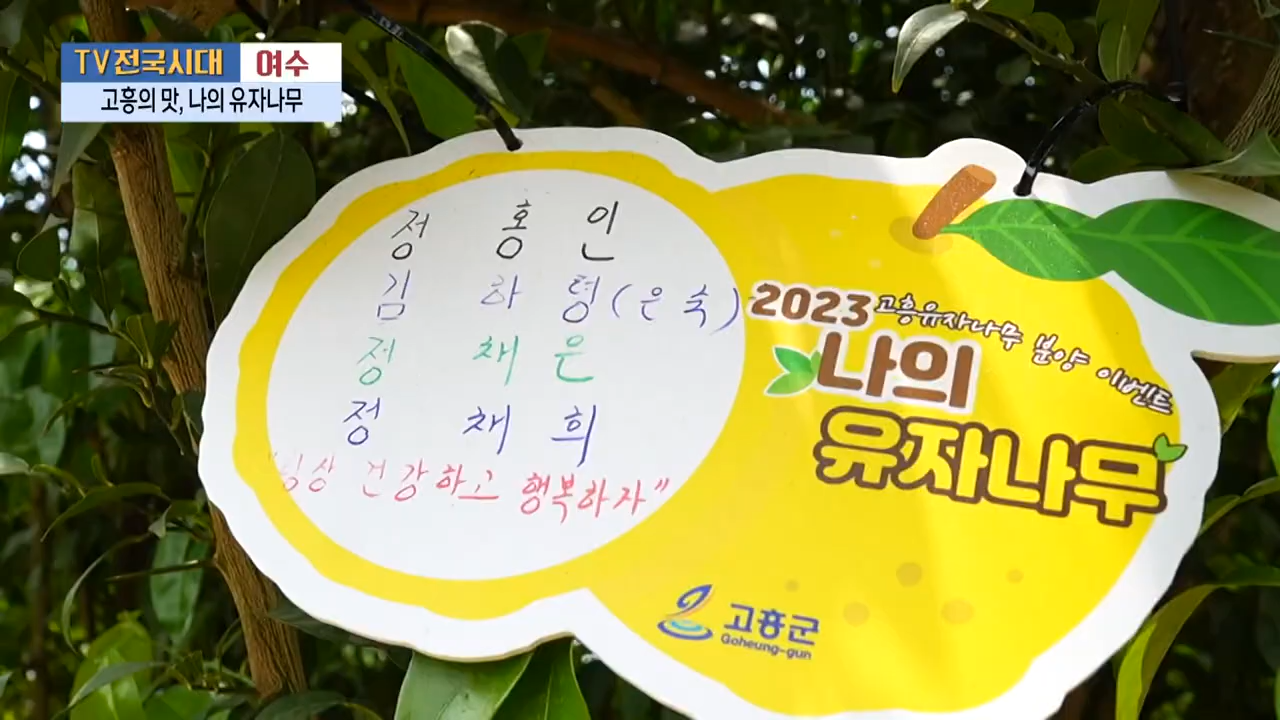 TV전국시대 여수
고흥의 맛, 나의 유자나무
정 홍 인
김 하 령(은숙)
정 채 은
정 채 희
"항상 건강하고 행복하자"
2023 고흥유자나무 분양 이벤트
나의
유자나무
고흥군
Goheung-gun